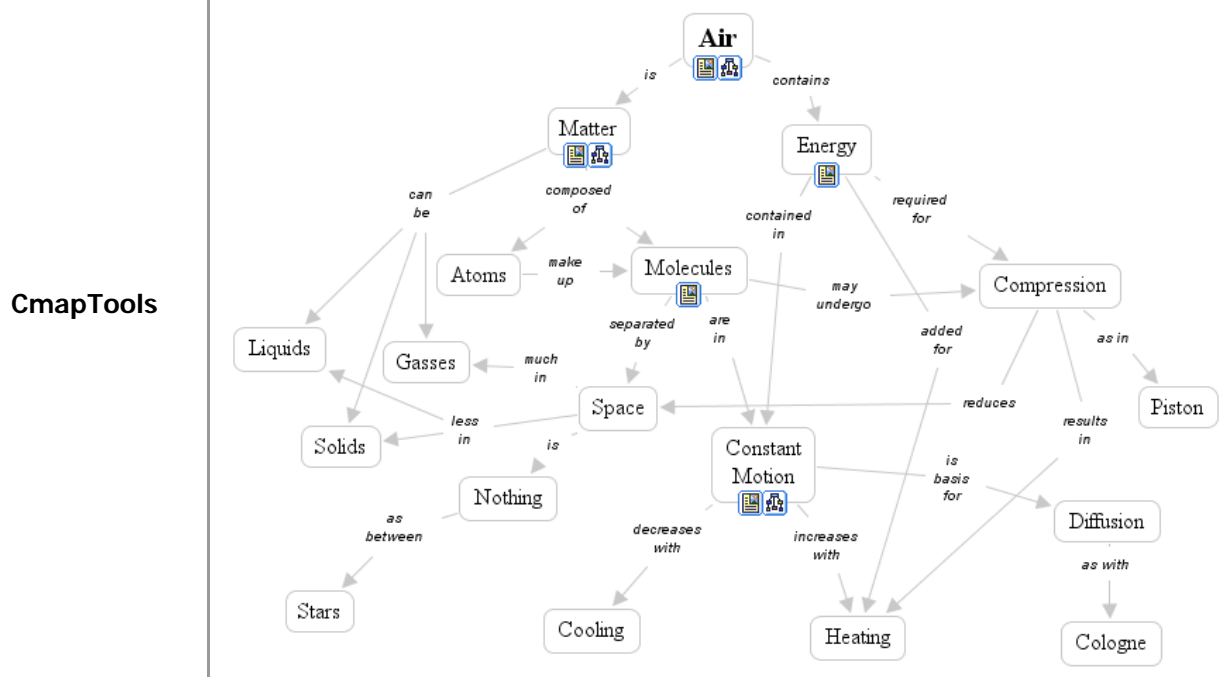 CmapTools
Air
is
contains
Matter
Energy
can
be
composed
of
contained
in
required
for
Atoms
make
up
Molecules
may
undergo
Compression
separated
by
are
in
added
for
as in
Liquids
Gasses
much
in
Space
reduces
Piston
less
in
Solids
is
Constant
Motion
results
in
is
basis
for
Nothing
as
between
decreases
with
increases
with
Diffusion
as with
Stars
Cooling
Heating
Cologne